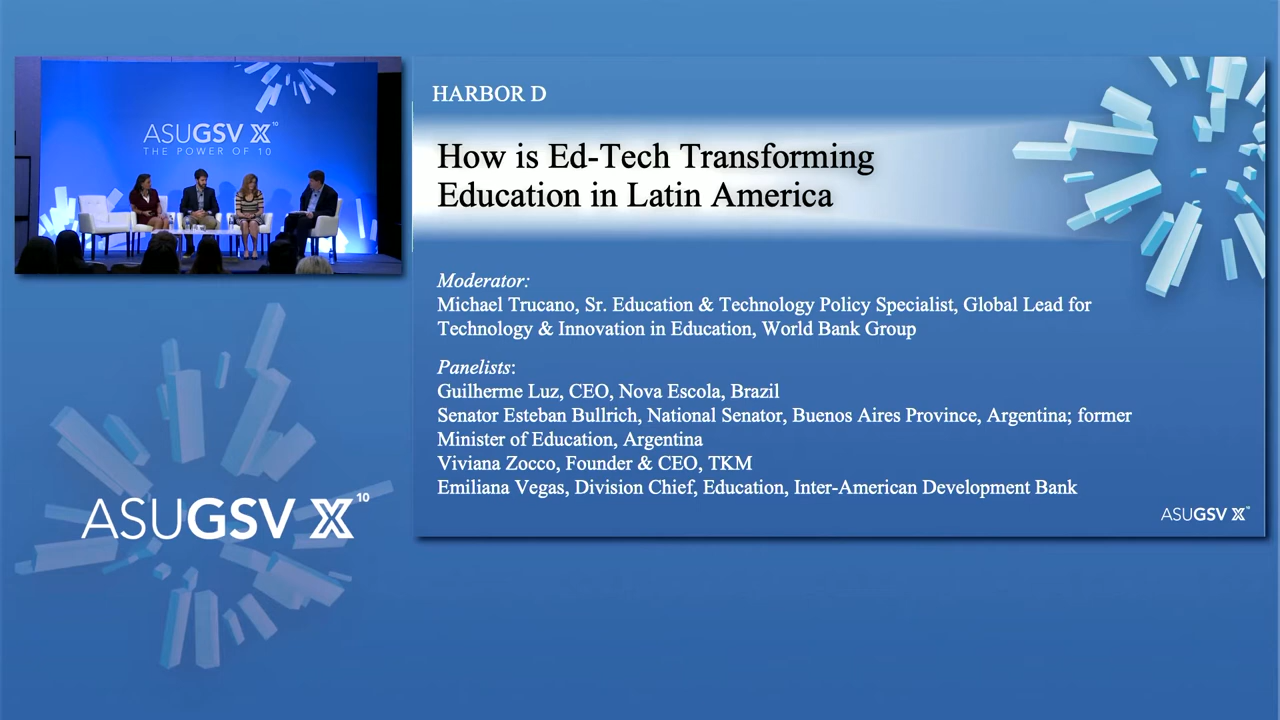 ASUGSV X 10
THE POWER OF 10
HARBOR D
How is Ed-Tech Transforming
Education in Latin America
Moderator:
Michael Trucano, Sr. Education & Technology Policy Specialist, Global Lead for
Technology & Innovation in Education, World Bank Group
Panelists:
Guilherme Luz, CEO, Nova Escola, Brazil
Senator Esteban Bullrich, National Senator, Buenos Aires Province, Argentina; former
Minister of Education, Argentina
Viviana Zocco, Founder & CEO, TKM
Emiliana Vegas, Division Chief, Education, Inter-American Development Bank
ASUGSV X
ASUGSV X 10